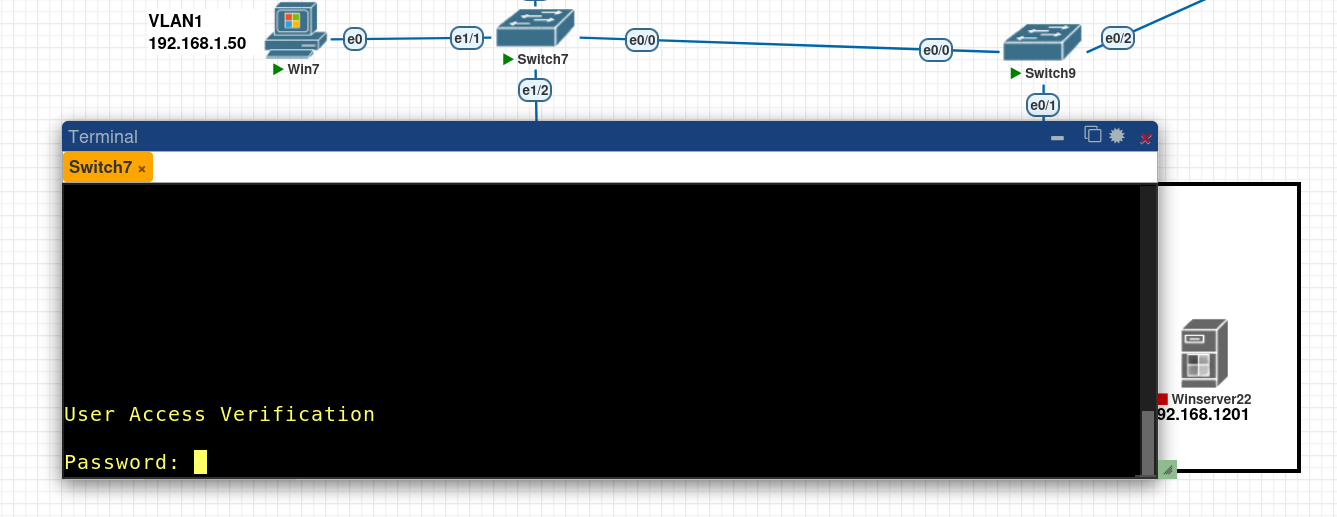 VLAN1
192.168.1.50
e0
e1/1
e0/0
e0/0
e0/2
Win7
Switch7
Switch9
e1/2
e0/1
Terminal
Switch7 ×
User Access Verification
Password:
Winserver22
92.168.1201